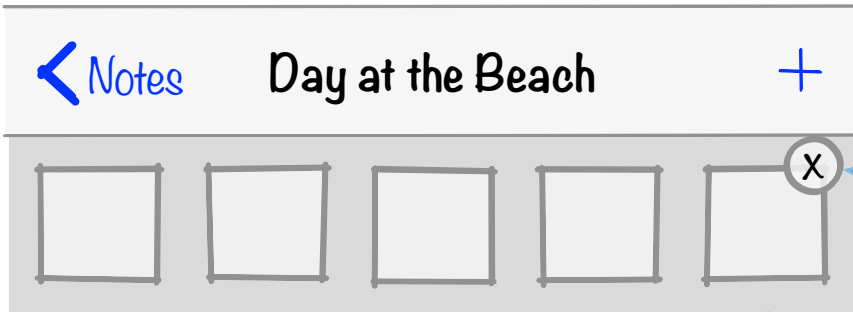 Notes Day at the Beach +
X